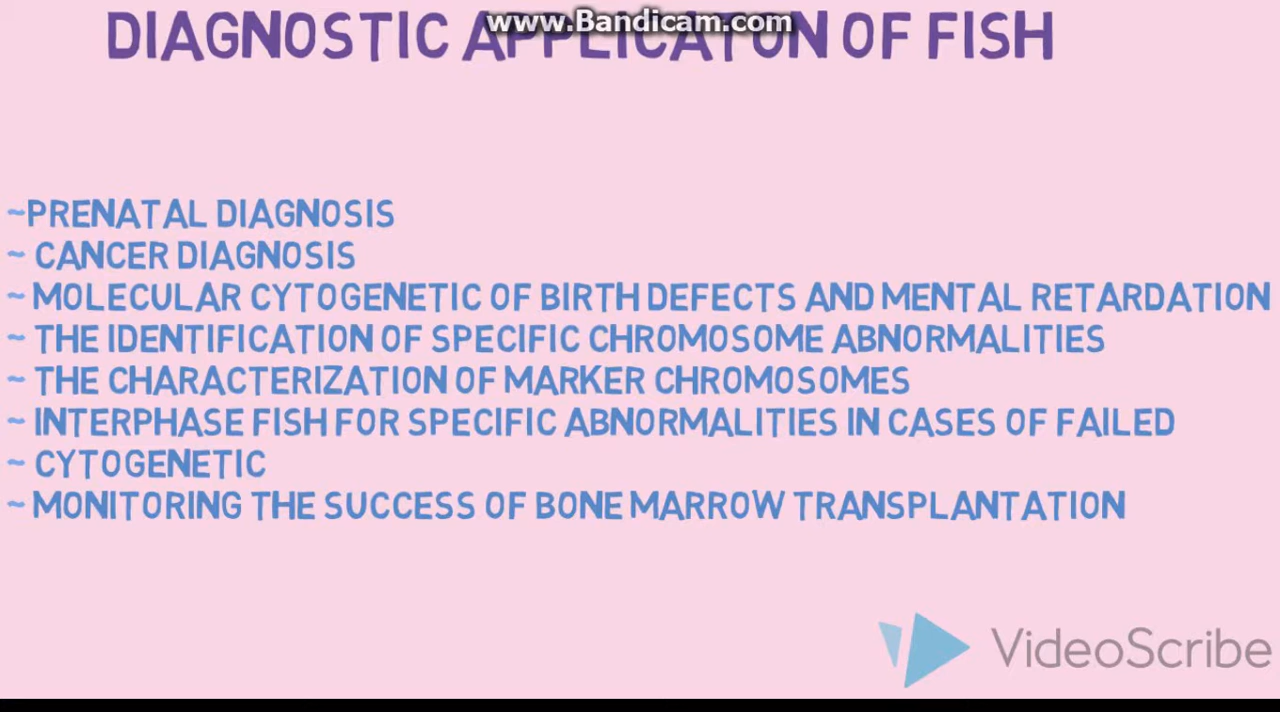 www.Bandicam.com
DIAGNOSTIC APPLICATON OF FISH
~PRENATAL DIAGNOSIS
~ CANCER DIAGNOSIS
~ MOLECULAR CYTOGENETIC OF BIRTH DEFECTS AND MENTAL RETARDATION
~ THE IDENTIFICATION OF SPECIFIC CHROMOSOME ABNORMALITIES
~ THE CHARACTERIZATION OF MARKER CHROMOSOMES
~ INTERPHASE FISH FOR SPECIFIC ABNORMALITIES IN CASES OF FAILED
~ CYTOGENETIC
~ MONITORING THE SUCCESS OF BONE MARROW TRANSPLANTATION
VideoScribe